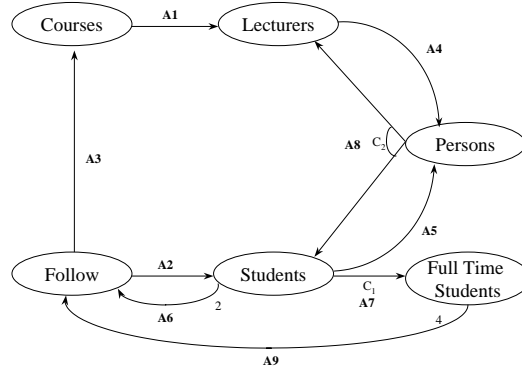 Courses
A1
Lecturers
A4
C2
A8
Persons
A3
A5
Follow
A2
Students
C1
A7
Full Time
Students
A6
2
4
A9